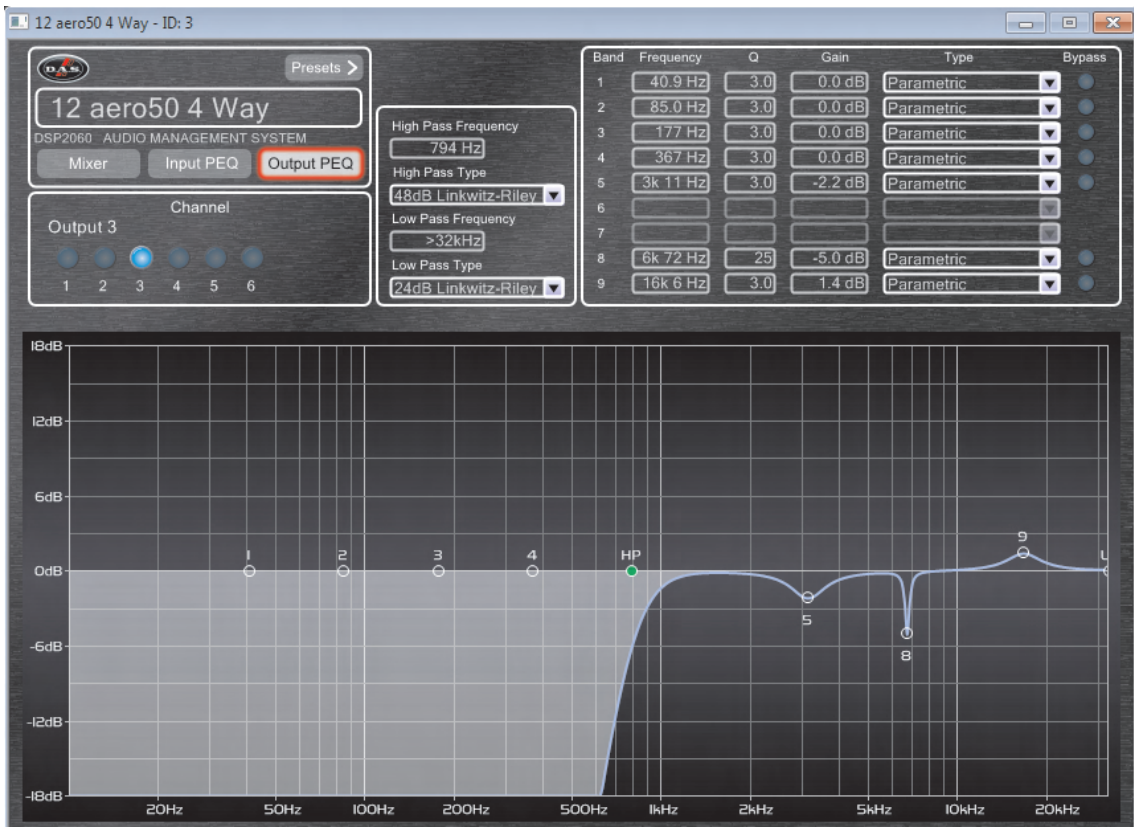 12 aero50 4 Way - ID: 3
D.A.S.
Presets >
12 aero50 4 Way
DSP2060 AUDIO MANAGEMENT SYSTEM
Mixer Input PEQ Output PEQ
Channel
Output 3
1 2 3 4 5 6
High Pass Frequency
794 Hz
High Pass Type
48dB Linkwitz-Riley
Low Pass Frequency
>32kHz
Low Pass Type
24dB Linkwitz-Riley
Band Frequency Q Gain Type Bypass
1 40.9 Hz 3.0 0.0 dB Parametric
2 85.0 Hz 3.0 0.0 dB Parametric
3 177 Hz 3.0 0.0 dB Parametric
4 367 Hz 3.0 0.0 dB Parametric
5 3k 11 Hz 3.0 -2.2 dB Parametric
6
7
8 6k 72 Hz 25 -5.0 dB Parametric
9 16k 6 Hz 3.0 1.4 dB Parametric
18dB
12dB
6dB
0dB
-6dB
-12dB
-18dB
1 2 3 4 HP 5 8 9 L
20Hz 50Hz 100Hz 200Hz 500Hz 1kHz 2kHz 5kHz 10kHz 20kHz